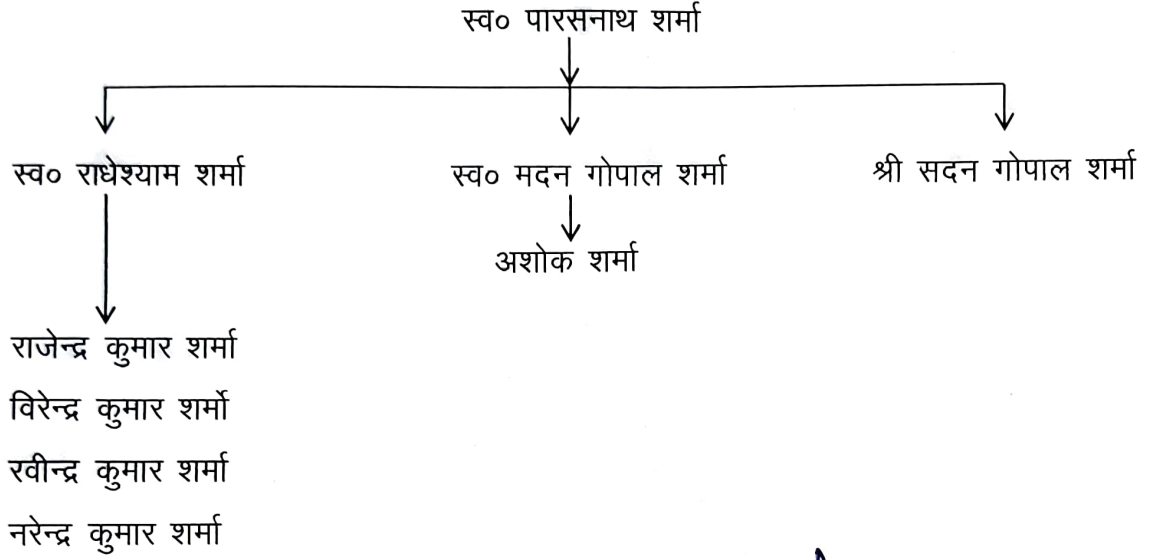 स्व० पारसनाथ शर्मा
स्व० राधेश्याम शर्मा
स्व० मदन गोपाल शर्मा
श्री सदन गोपाल शर्मा
अशोक शर्मा
राजेन्द्र कुमार शर्मा
विरेन्द्र कुमार शर्मो
रवीन्द्र कुमार शर्मा
नरेन्द्र कुमार शर्मा